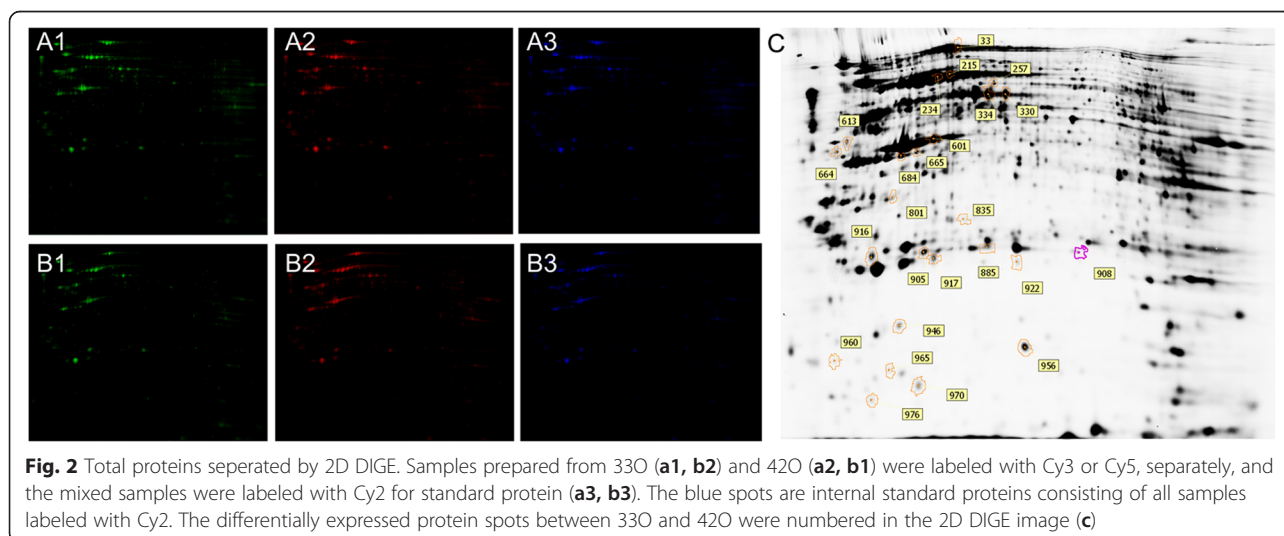 A1 A2 A3
B1 B2 B3
C
33
215 257
234 334 330
613
601
664 684 665
801 835
916
905 917 885 922 908
946
960 965 956
970
976
Fig. 2 Total proteins seperated by 2D DIGE. Samples prepared from 33O (a1, b2) and 42O (a2, b1) were labeled with Cy3 or Cy5, separately, and
the mixed samples were labeled with Cy2 for standard protein (a3, b3). The blue spots are internal standard proteins consisting of all samples
labeled with Cy2. The differentially expressed protein spots between 33O and 42O were numbered in the 2D DIGE image (c)